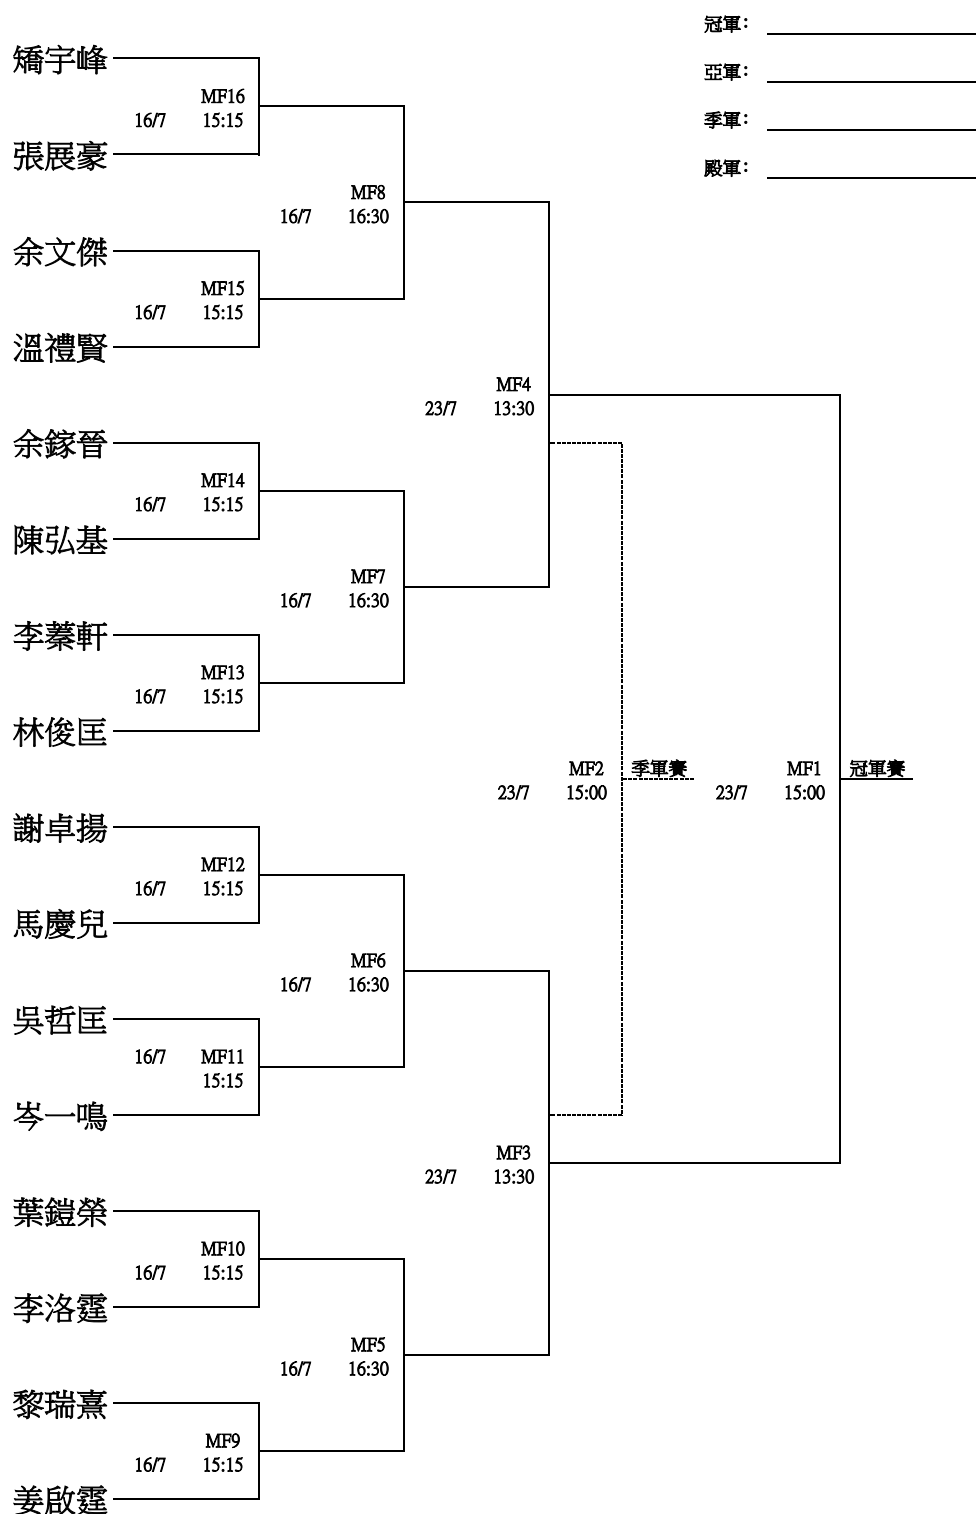 冠軍：
矯宇峰
亞軍：
MF16
16/7 15:15
季軍：
張展豪
殿軍：
MF8
16/7 16:30
余文傑
MF15
16/7 15:15
溫禮賢
MF4
23/7 13:30
余鎵晉
MF14
16/7 15:15
陳弘基
MF7
16/7 16:30
李蓁軒
MF13
16/7 15:15
林俊匡
MF2 季軍賽 MF1 冠軍賽
23/7 15:00 23/7 15:00
謝卓揚
MF12
16/7 15:15
馬慶兒
MF6
16/7 16:30
吳哲匡
16/7 MF11
15:15
岑一鳴
MF3
23/7 13:30
葉鎧榮
MF10
16/7 15:15
李洛霆
MF5
16/7 16:30
黎瑞熹
MF9
16/7 15:15
姜啟霆